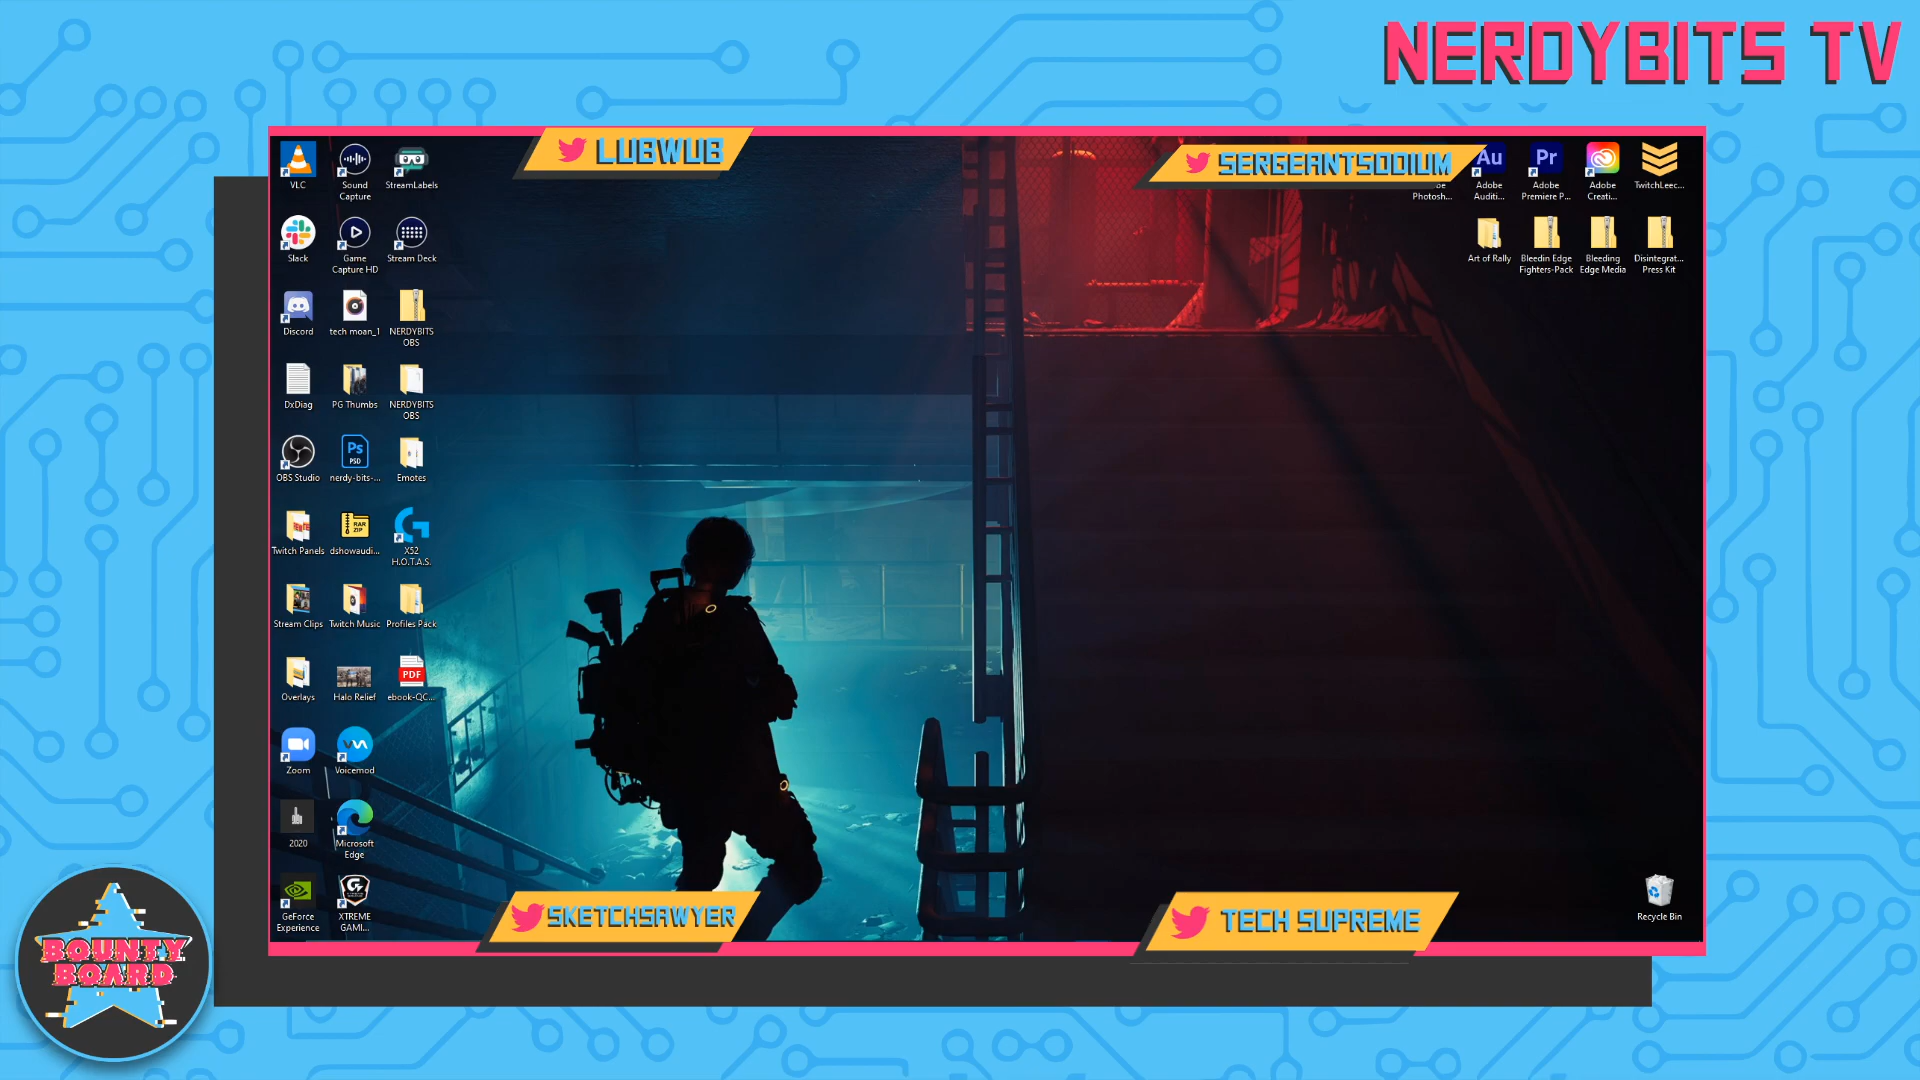 NERDYBITS TV
LUBWUB
SERGEANTSODIUM
VLC
Sound
Capture
StreamLabels
Photosh...
Au
Adobe
Auditi...
Pr
Adobe
Premiere P...
Adobe
Creati...
TwitchLeec...
Slack
Game
Capture HD
Stream Deck
Art of Rally
Bleedin Edge
Fighters-Pack
Bleeding
Edge Media
Disintegrat...
Press Kit
Discord
tech moan_1
NERDYBITS
OBS
DxDiag
PG Thumbs
NERDYBITS
OBS
OBS Studio
Ps
PSD
nerdy-bits-...
Emotes
Twitch Panels
RAR
ZIP
dshowaudi...
X52
H.O.T.A.S.
Stream Clips
Twitch Music
Profiles Pack
Overlays
Halo Relief
PDF
ebook-QC...
Zoom
Voicemod
2020
Microsoft
Edge
GeForce
Experience
XTREME
GAMI...
Recycle Bin
SKETCHSAWYER
TECH SUPREME
BOUNTY
BOARD